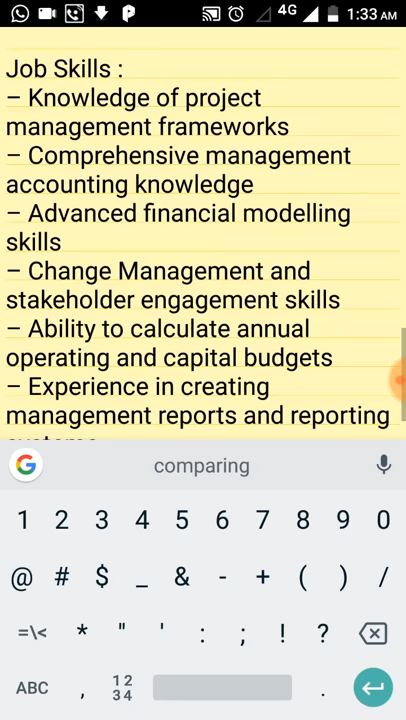 4G 1:33 AM
Job Skills :
– Knowledge of project
management frameworks
– Comprehensive management
accounting knowledge
– Advanced financial modelling
skills
– Change Management and
stakeholder engagement skills
– Ability to calculate annual
operating and capital budgets
– Experience in creating
management reports and reporting
comparing
1 2 3 4 5 6 7 8 9 0
@ # $ _ & - + ( ) /
=\< * " ' : ; ! ?
ABC , 12 .
34